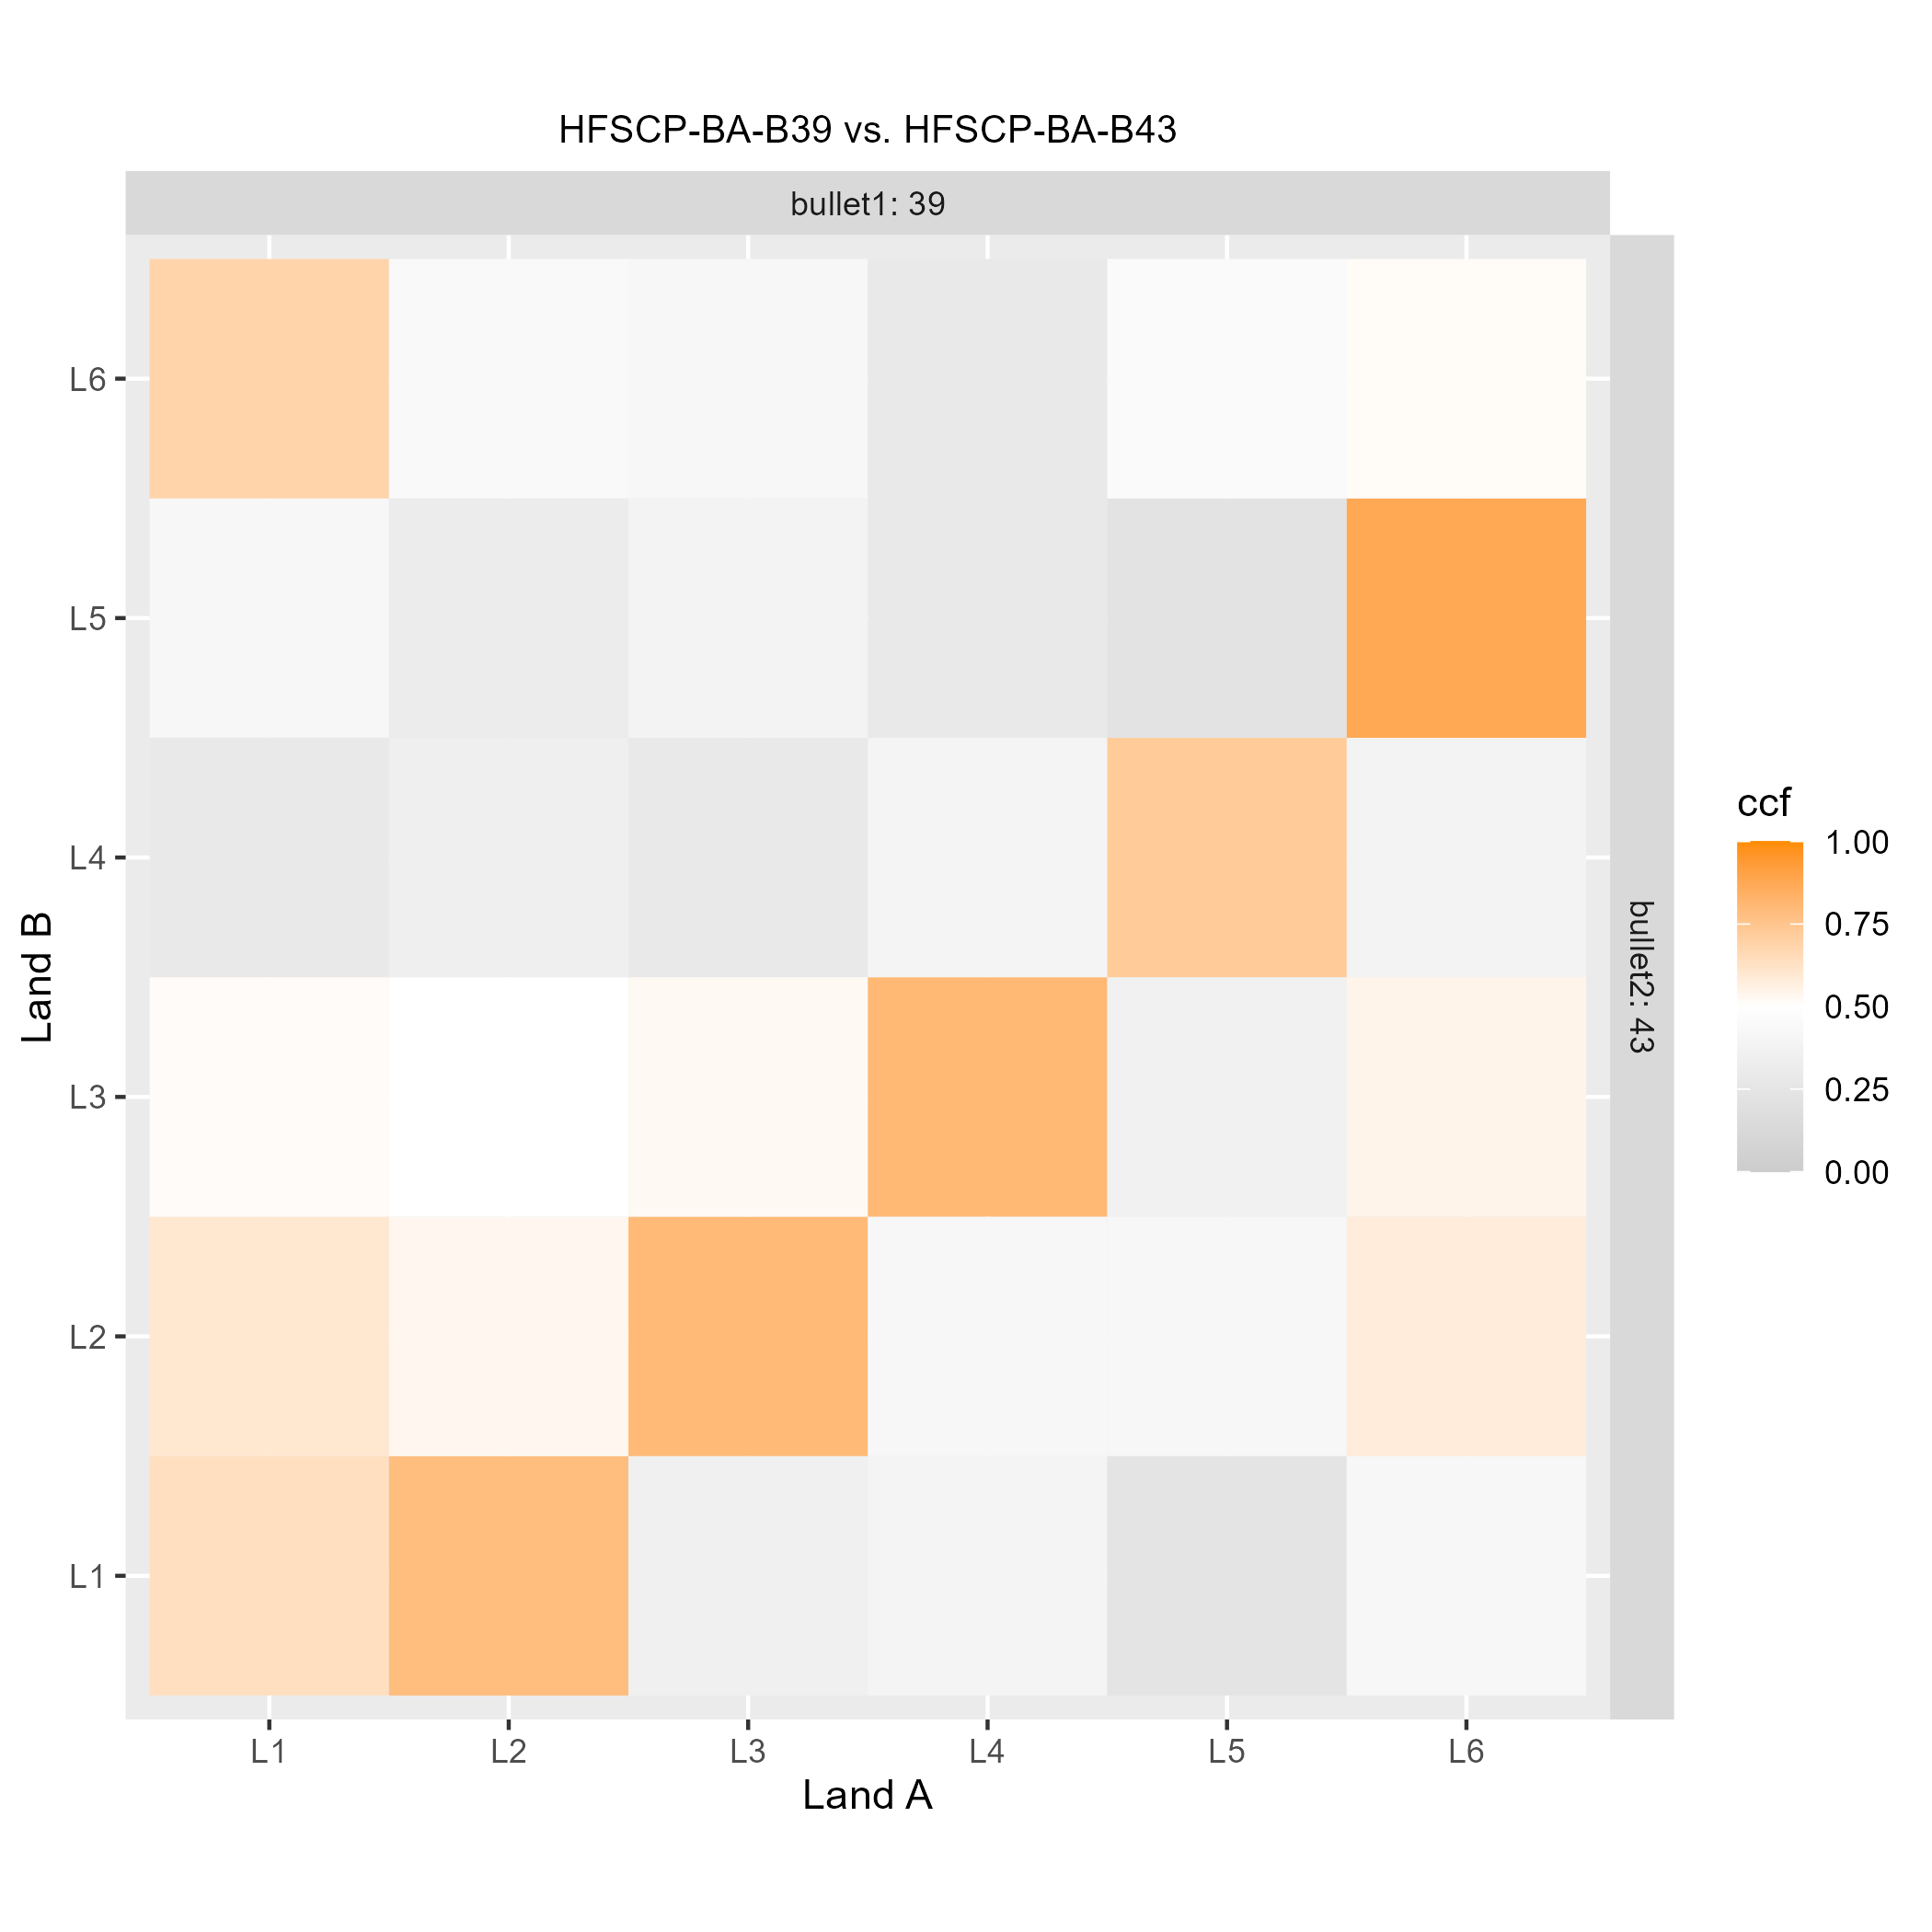 HFSCP-BA-B39 vs. HFSCP-BA-B43
bullet1: 39
L6
L5
L4
L3
L2
L1
Land B
bullet2: 43
L1 L2 L3 L4 L5 L6
Land A
ccf
1.00
0.75
0.50
0.25
0.00